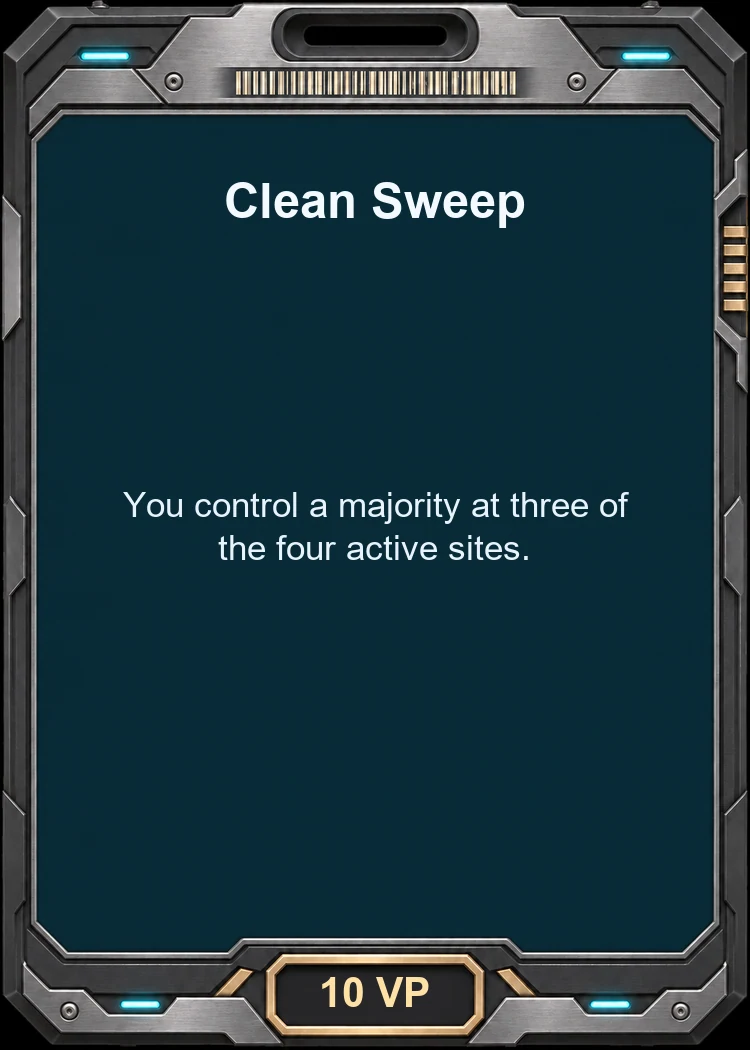 Clean Sweep
You control a majority at three of
the four active sites.
10 VP